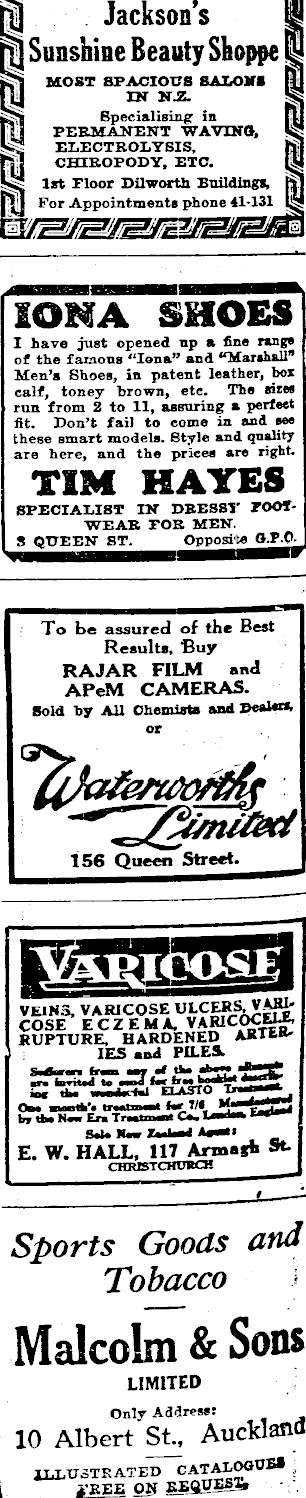 Jackson's
Sunshine Beauty Shoppe
MOST SPACIOUS SALONS
IN N.Z.
Specialising in
PERMANENT WAVING,
ELECTROLYSIS,
CHIROPODY, ETC.
1st Floor Dilworth Buildings,
For Appointments phone 41-131
IONA SHOES
I have just opened up a fine range
of the famous "Iona" and "Marshall"
Men's Shoes, in patent leather, box
calf, toney brown, etc. The sizes
run from 2 to 11, assuring a perfect
fit. Don't fail to come in and see
these smart models. Style and quality
are here, and the prices are right.
TIM HAYES
SPECIALIST IN DRESSY FOOT-
WEAR FOR MEN.
3 QUEEN ST. Opposite G.P.O.
To be assured of the Best
Results, Buy
RAJAR FILM and
APeM CAMERAS.
Sold by All Chemists and Dealers,
or
Waterworths
Limited
156 Queen Street.
VARICOSE
VEINS, VARICOSE ULCERS, VARI-
COSE ECZEMA, VARICOCELE,
RUPTURE, HARDENED ARTER-
IES and PILES.
Sufferers from any of the above ailments
are invited to send for free booklet describ-
ing the wonderful ELASTO Treatment.
One month's treatment for 7/6 Manufactured
by the New Era Treatment Co., London, England
Sole New Zealand Agent:
E. W. HALL, 117 Armagh St.
CHRISTCHURCH
Sports Goods and
Tobacco
Malcolm & Sons
LIMITED
Only Address:
10 Albert St., Auckland
ILLUSTRATED CATALOGUES
FREE ON REQUEST.